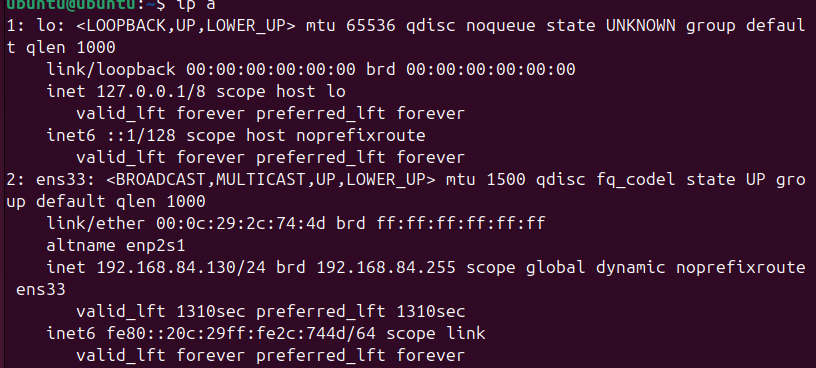 ubuntu@ubuntu:~$ ip a
1: lo: <LOOPBACK,UP,LOWER_UP> mtu 65536 qdisc noqueue state UNKNOWN group defaul
t qlen 1000
    link/loopback 00:00:00:00:00:00 brd 00:00:00:00:00:00
    inet 127.0.0.1/8 scope host lo
       valid_lft forever preferred_lft forever
    inet6 ::1/128 scope host noprefixroute
       valid_lft forever preferred_lft forever
2: ens33: <BROADCAST,MULTICAST,UP,LOWER_UP> mtu 1500 qdisc fq_codel state UP gro
up default qlen 1000
    link/ether 00:0c:29:2c:74:4d brd ff:ff:ff:ff:ff:ff
    altname enp2s1
    inet 192.168.84.130/24 brd 192.168.84.255 scope global dynamic noprefixroute
 ens33
       valid_lft 1310sec preferred_lft 1310sec
    inet6 fe80::20c:29ff:fe2c:744d/64 scope link
       valid_lft forever preferred_lft forever